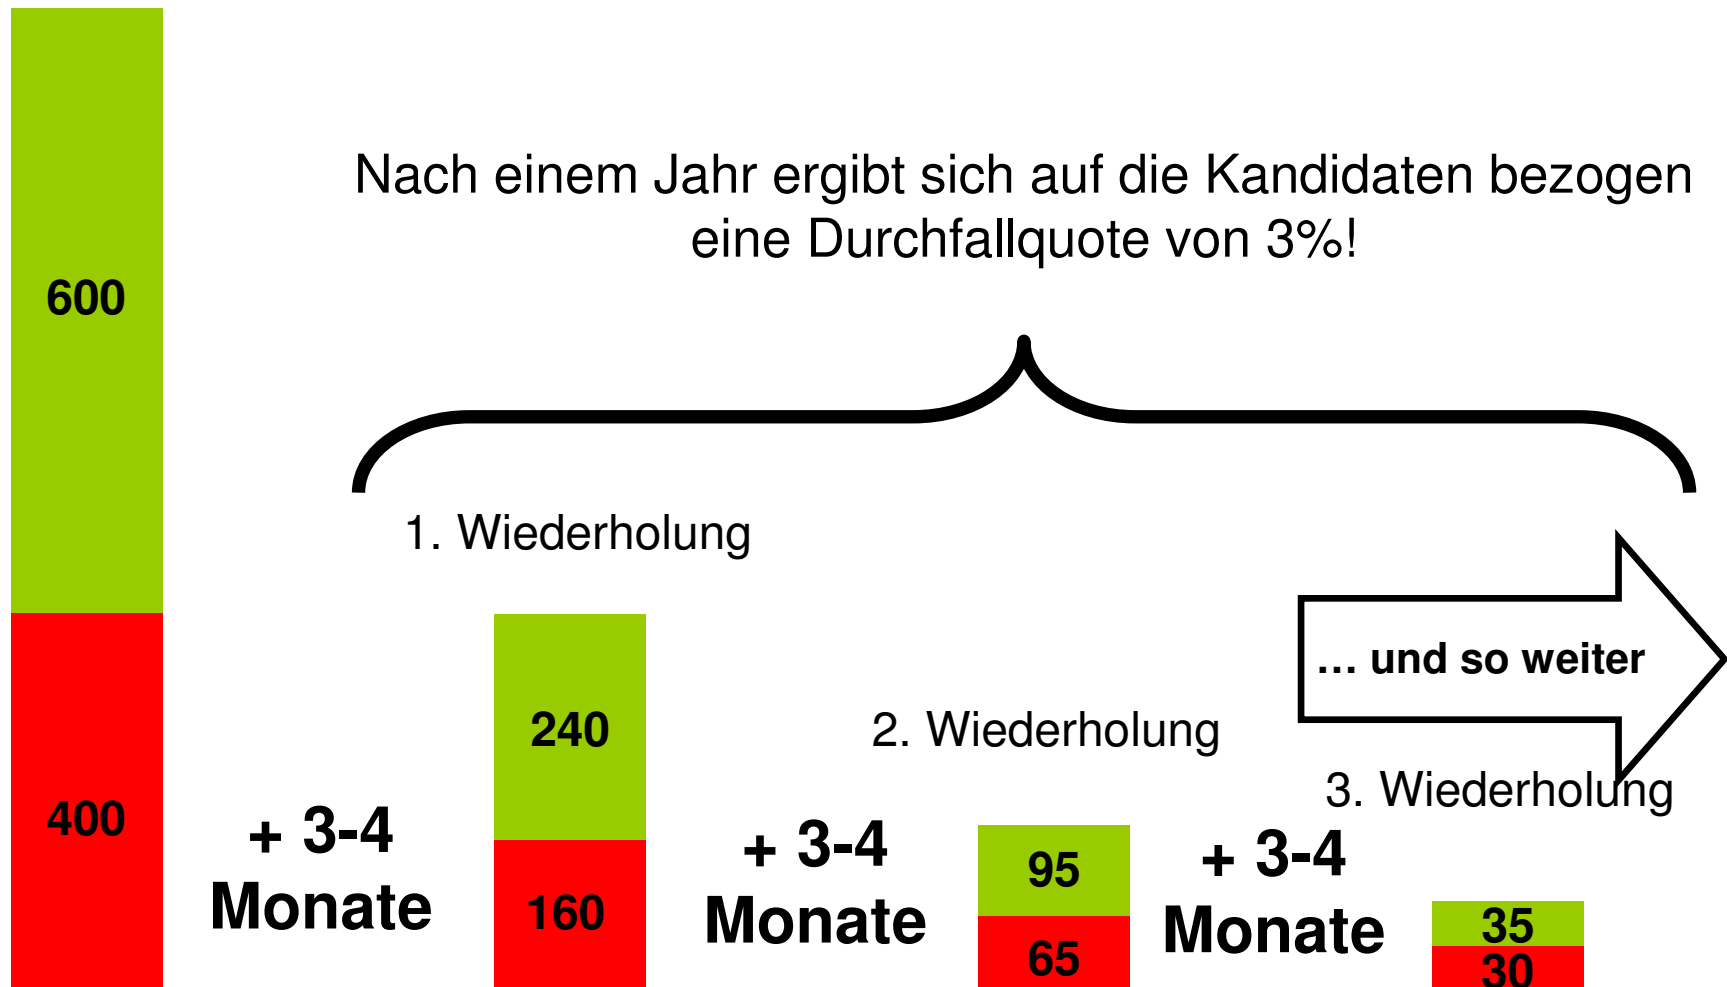 Nach einem Jahr ergibt sich auf die Kandidaten bezogen
eine Durchfallquote von 3%!
600
400
+ 3-4
Monate
1. Wiederholung
240
160
+ 3-4
Monate
2. Wiederholung
95
65
+ 3-4
Monate
... und so weiter
3. Wiederholung
35
30